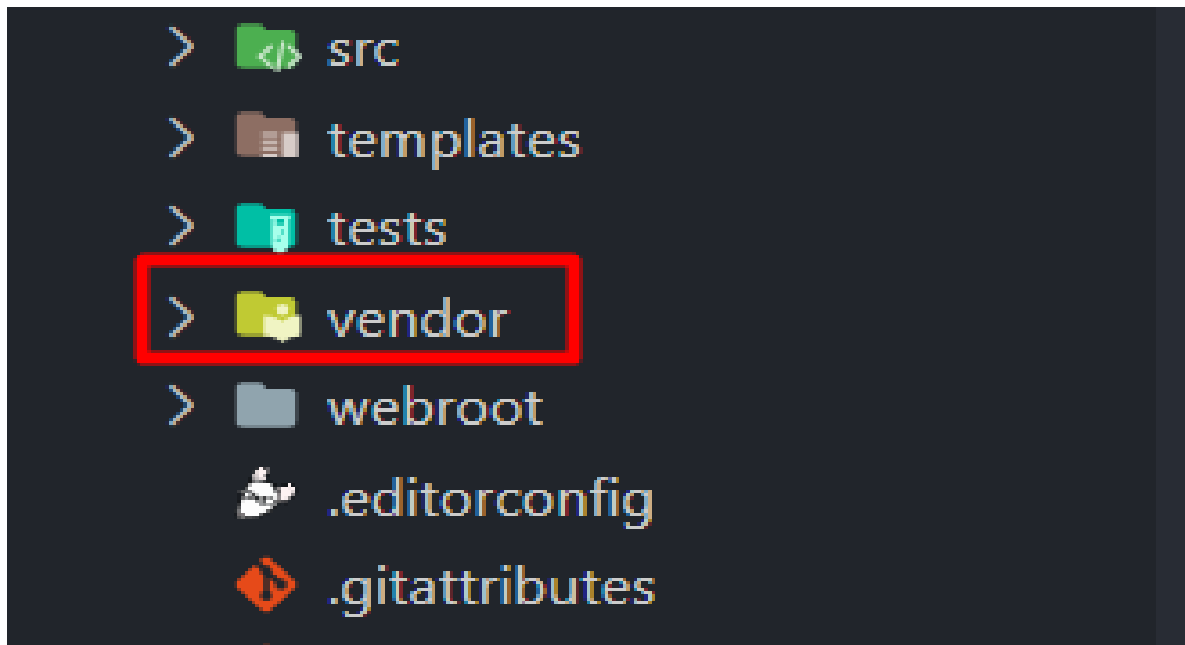 src
templates
tests
vendor
webroot
.editorconfig
.gitattributes